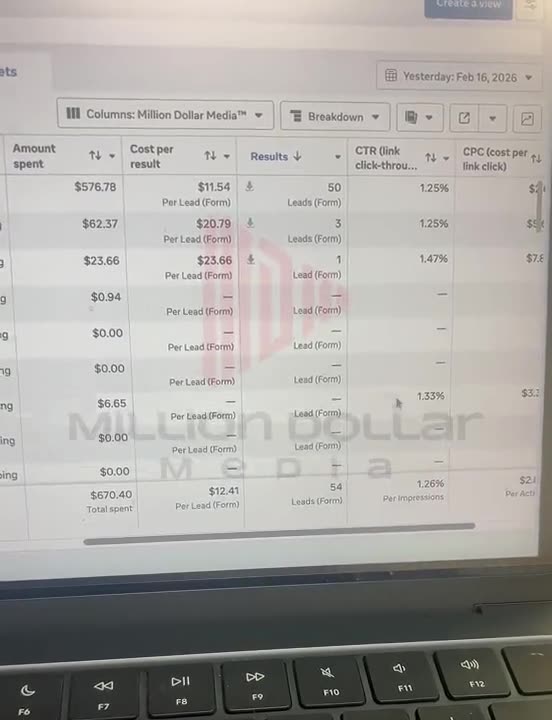 Create a view
ets
Yesterday: Feb 16, 2026
Columns: Million Dollar Media™
Breakdown
Amount spent
Cost per result
Results ↓
CTR (link click-throu...
CPC (cost per link click)
$576.78 $11.54 50 1.25%
Per Lead (Form) Leads (Form)
$62.37 $20.79 3 1.25%
Per Lead (Form) Leads (Form)
$23.66 $23.66 1 1.47%
Per Lead (Form) Lead (Form)
g $0.94 — — —
Per Lead (Form) Lead (Form)
ng $0.00 — — —
Per Lead (Form) Lead (Form)
ng $0.00 — — —
Per Lead (Form) Lead (Form)
ng $6.65 — — 1.33%
Per Lead (Form) Lead (Form)
ing $0.00 — — —
Per Lead (Form) Lead (Form)
ping $0.00 — — —
MILLION DOLLAR
MEDIA
$670.40 $12.41 54 1.26%
Total spent Per Lead (Form) Leads (Form) Per Impressions Per Acti
F6 F7 F8 F9 F10 F11 F12